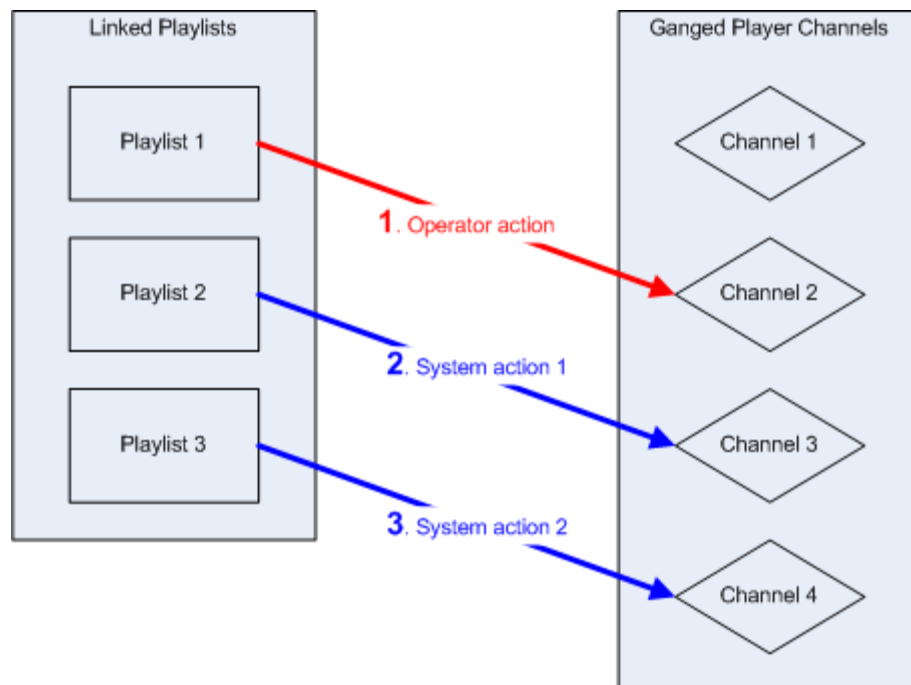 Linked Playlists
Playlist 1
Playlist 2
Playlist 3
1. Operator action
2. System action 1
3. System action 2
Ganged Player Channels
Channel 1
Channel 2
Channel 3
Channel 4